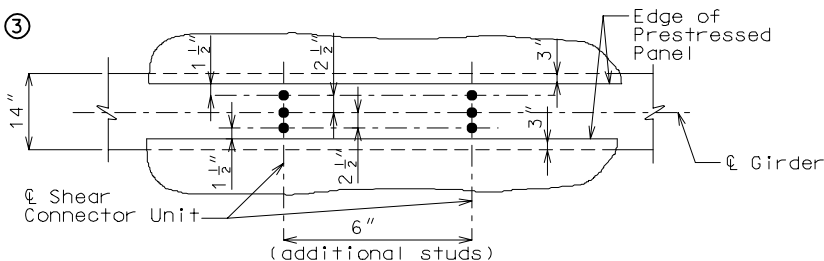 ③
1 1/2"
2 1/2"
3"
Edge of
Prestressed
Panel
14"
1 1/2"
2 1/2"
3"
℄ Girder
℄ Shear
Connector Unit
6"
(additional studs)